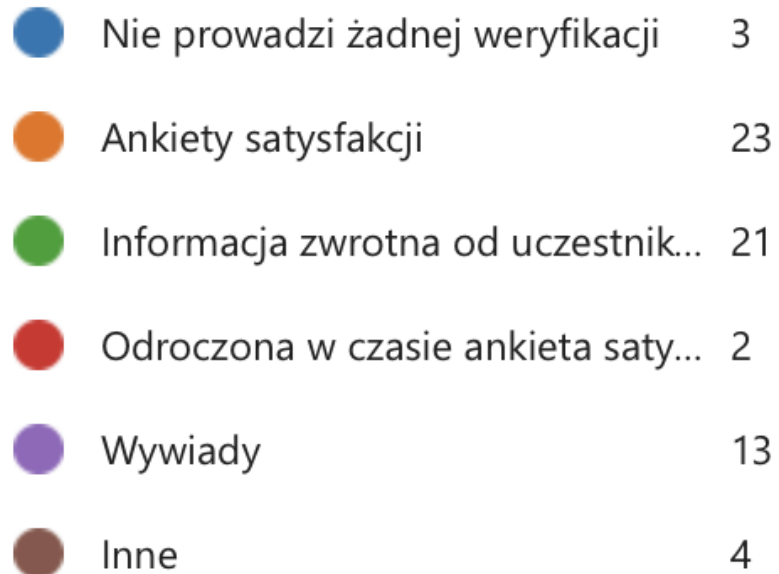 Nie prowadzi żadnej weryfikacji 3
Ankiety satysfakcji 23
Informacja zwrotna od uczestnik... 21
Odroczona w czasie ankieta saty... 2
Wywiady 13
Inne 4